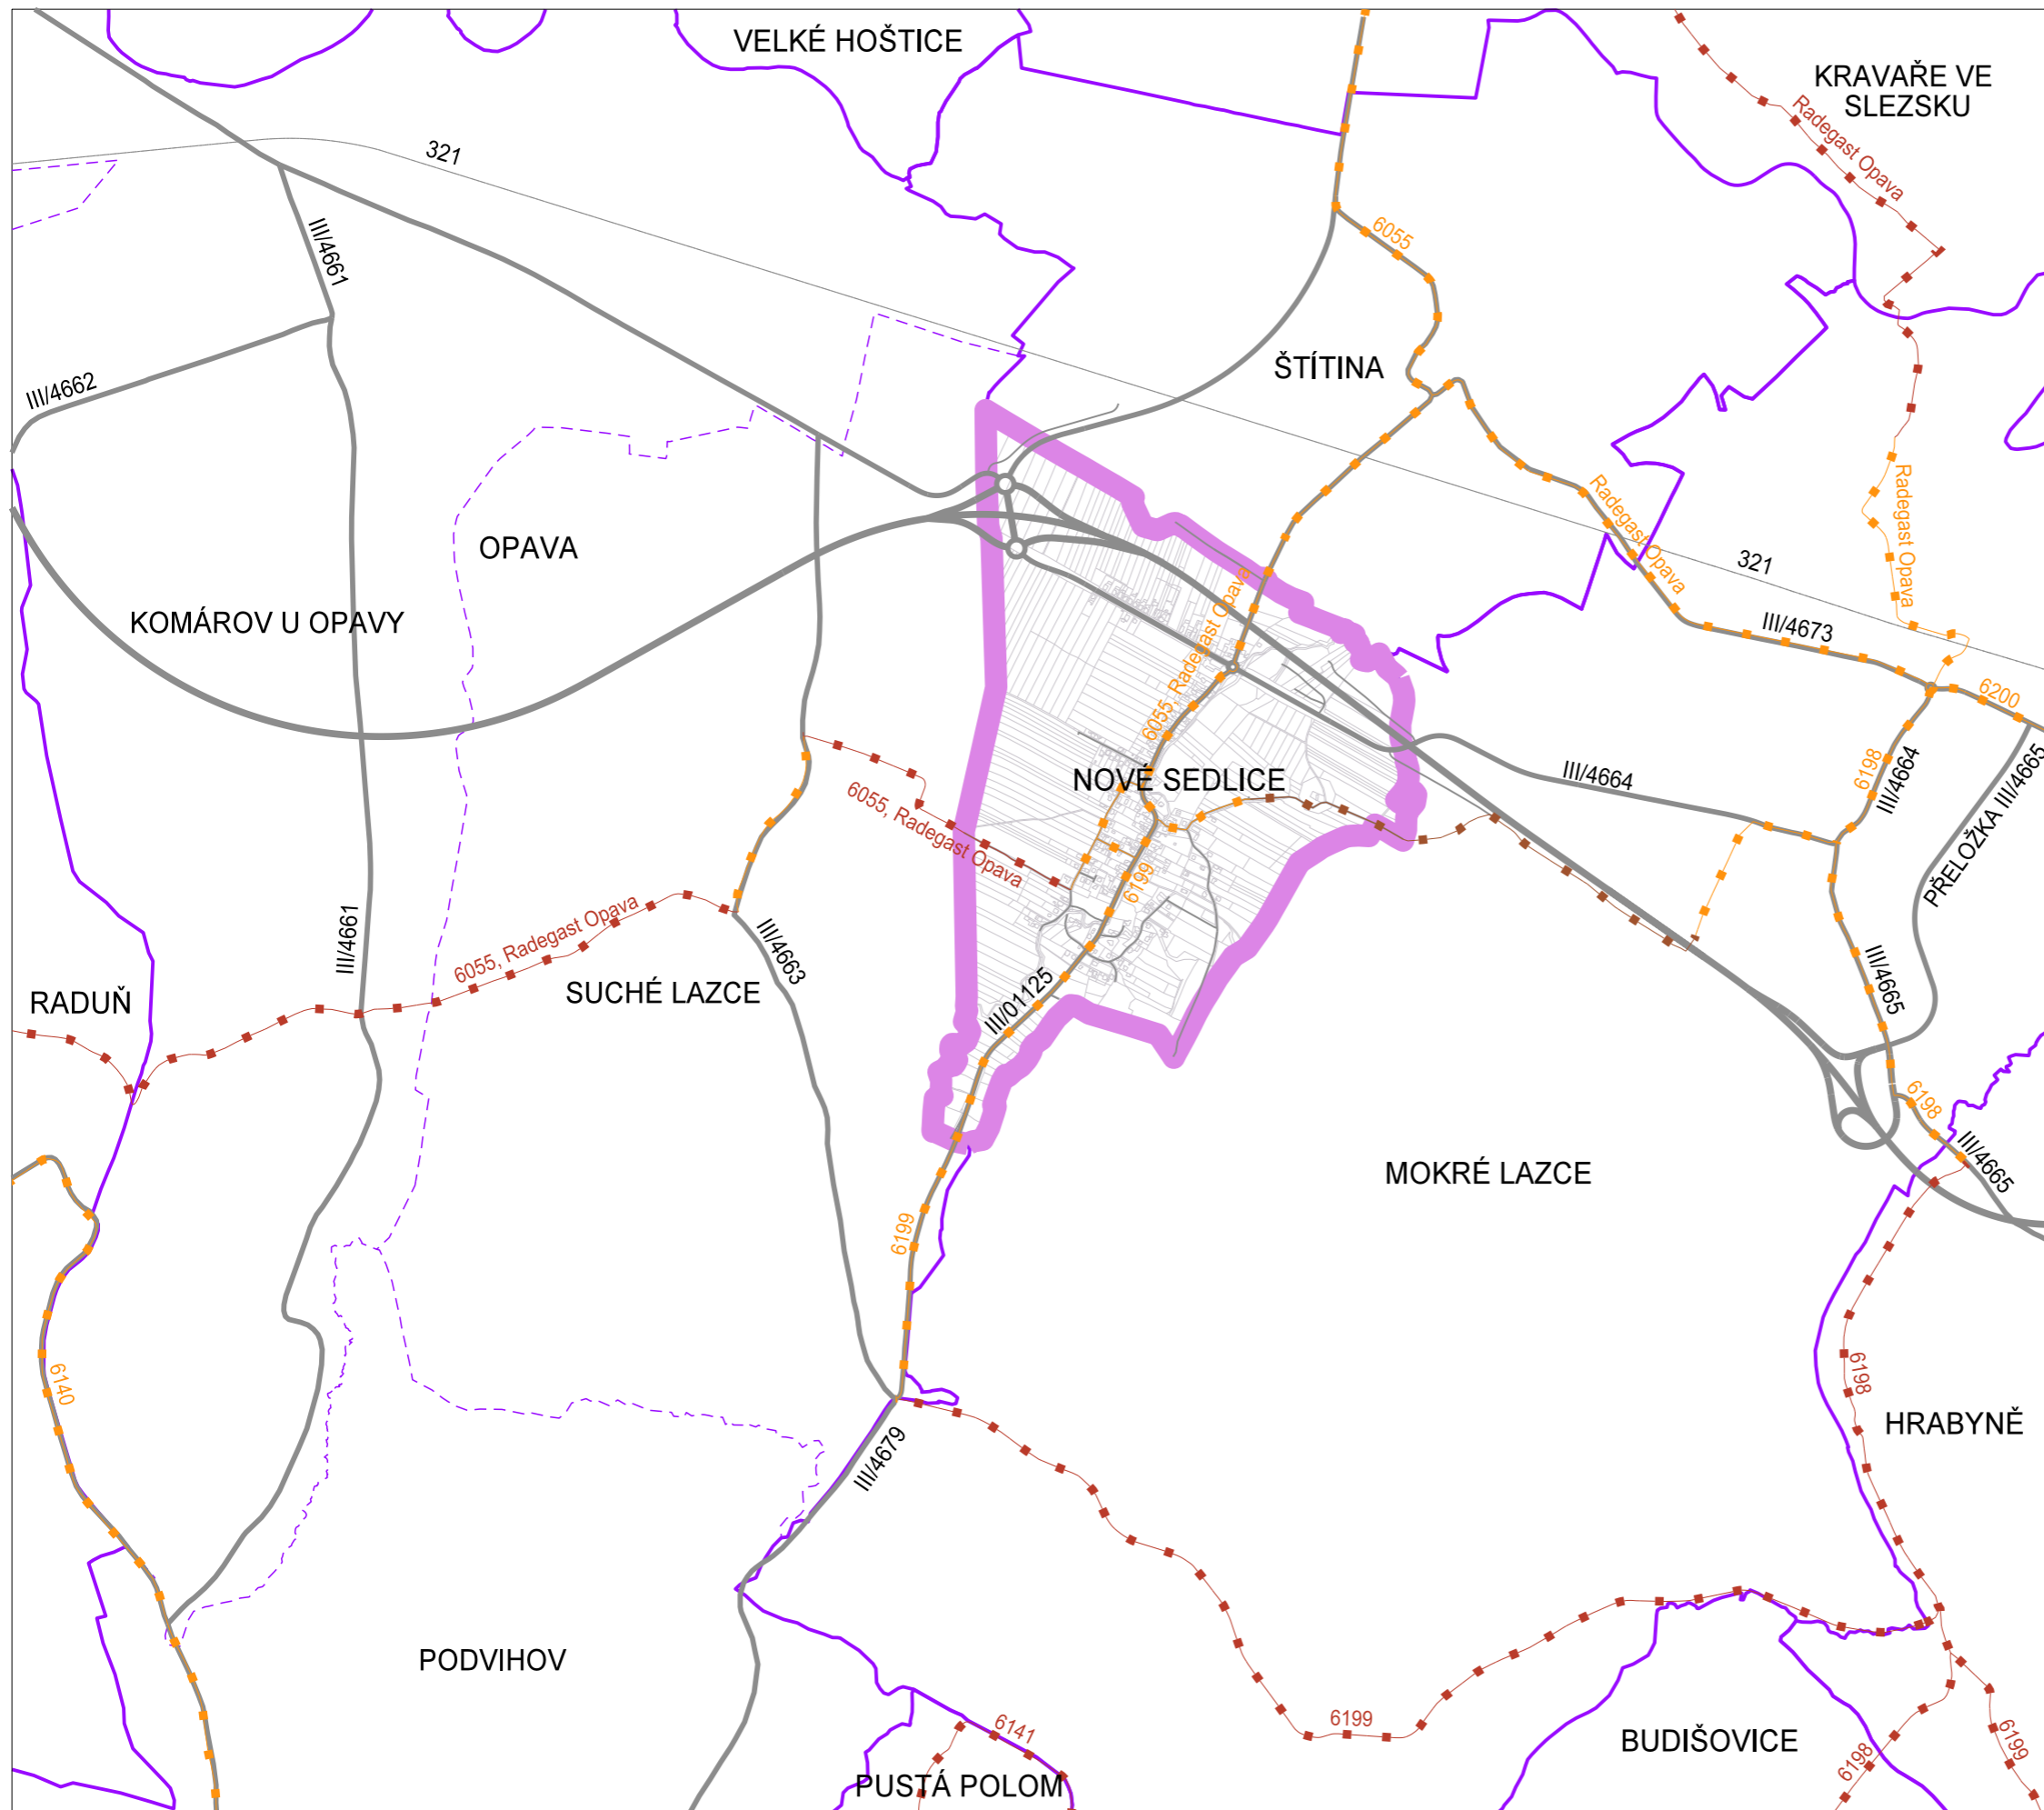 VELKÉ HOŠTICE
KRAVAŘE VE
SLEZSKU
Radegast Opava
321
III/4661
6055
ŠTÍTINA
III/4662
Radegast Opava
Radegast Opava
OPAVA
321
KOMÁROV U OPAVY
6055, Radegast Opava
III/4673
6200
NOVÉ SEDLICE
III/4664
6198
III/4664
PŘELOŽKA III/4665
6055, Radegast Opava
6199
III/4661
6055, Radegast Opava
III/4663
SUCHÉ LAZCE
RADUŇ
III/01125
III/4665
6198
III/4665
MOKRÉ LAZCE
6199
6140
6198
HRABYNĚ
III/4679
PODVIHOV
6199
6141
BUDIŠOVICE
6198
6199
PUSTÁ POLOM